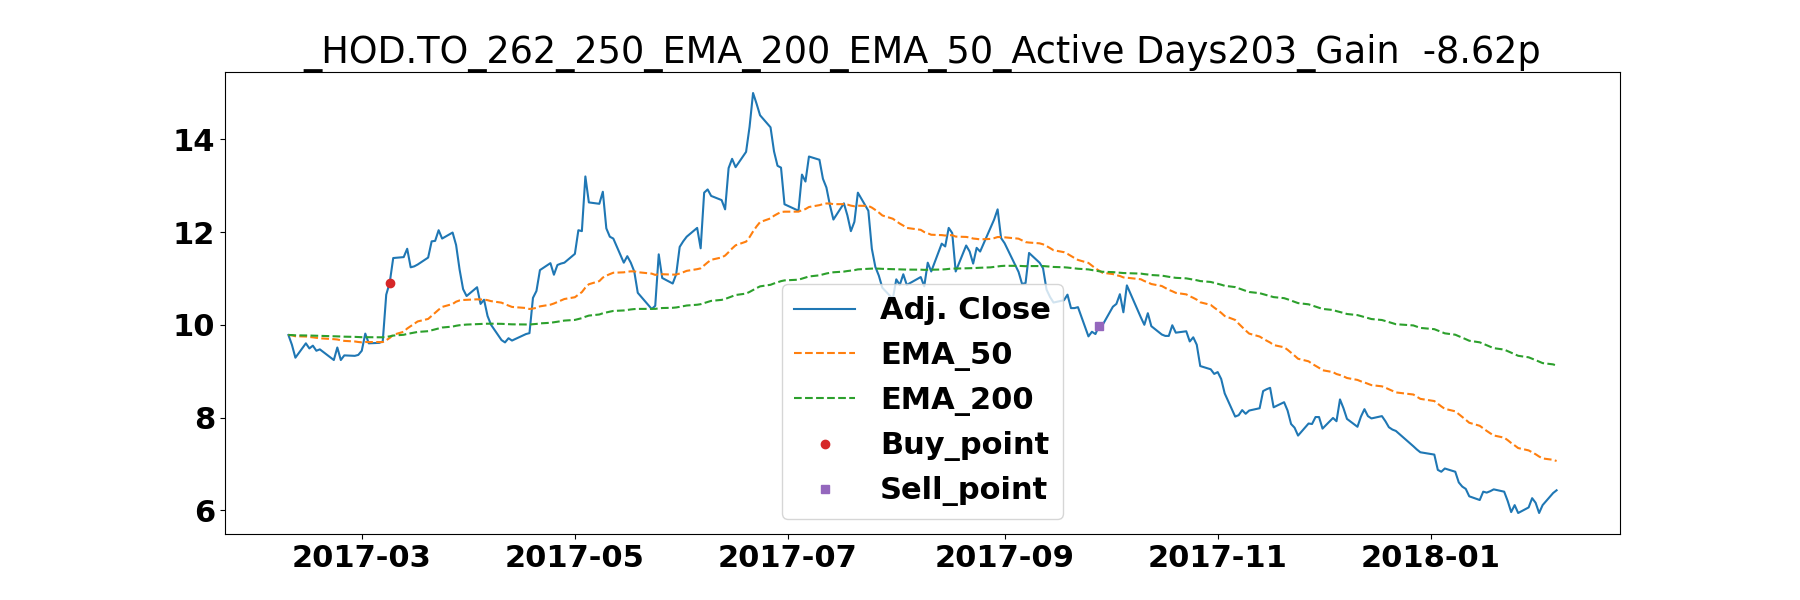 _HOD.TO_262_250_EMA_200_EMA_50_Active Days203_Gain  -8.62p
14
12
10
8
6
Adj. Close
EMA_50
EMA_200
Buy_point
Sell_point
2017-03 2017-05 2017-07 2017-09 2017-11 2018-01